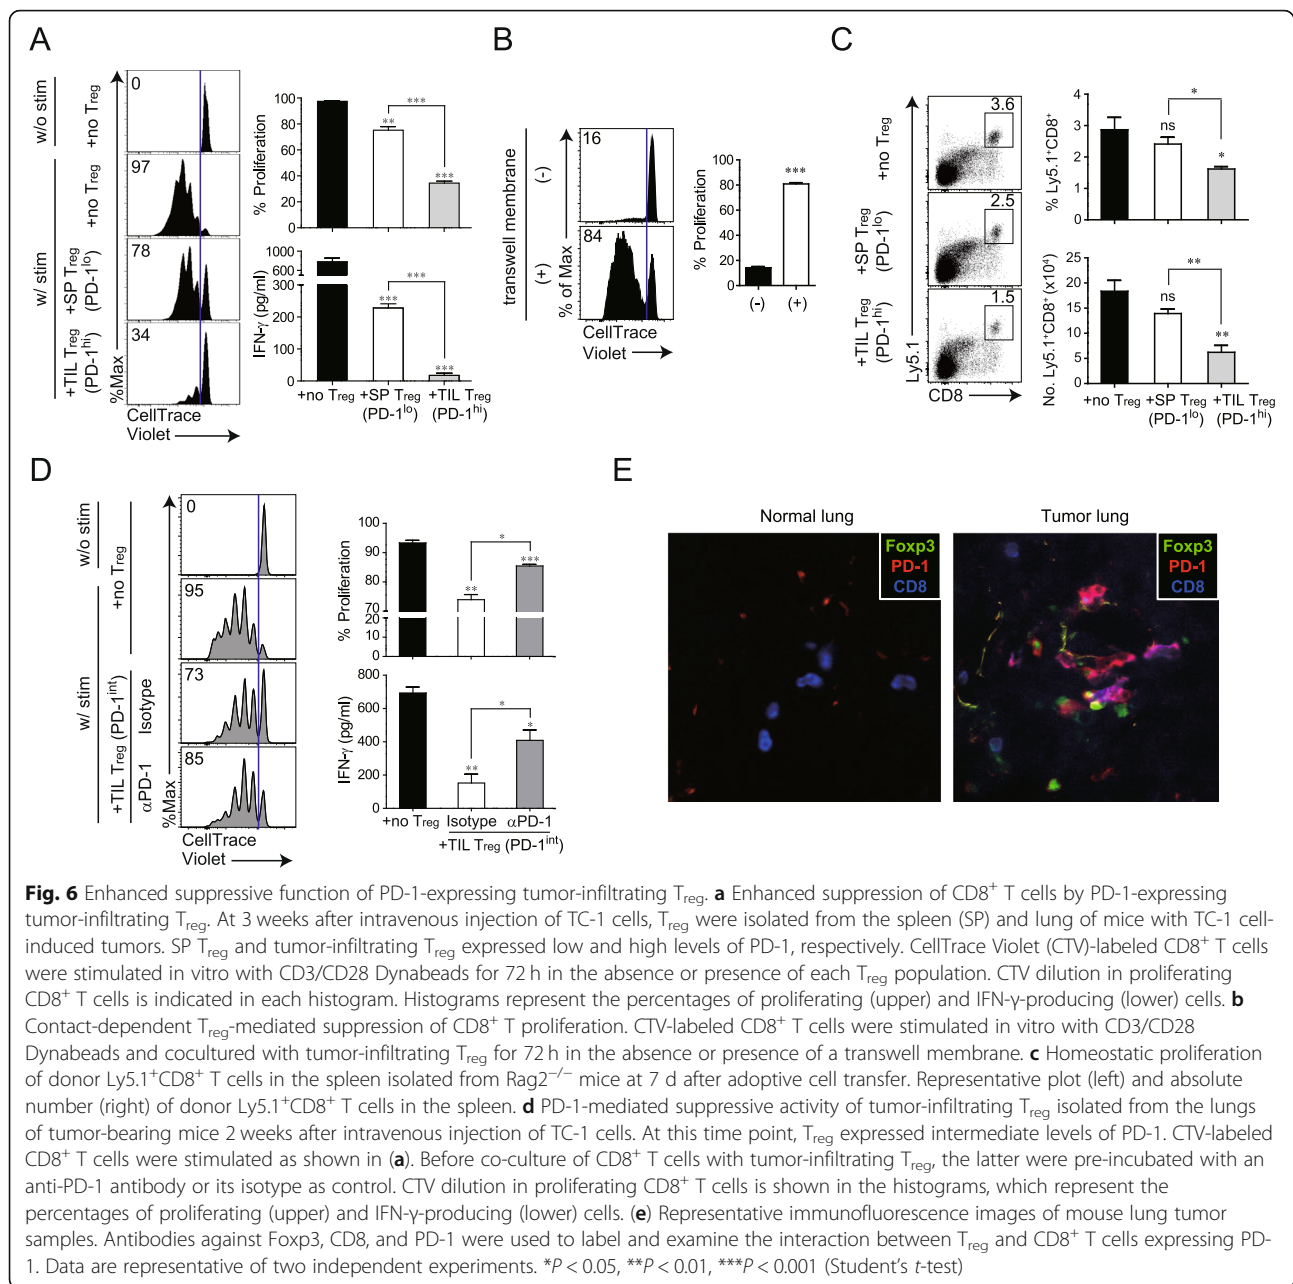 A
w/o stim
+no Treg
0
w/ stim
+no Treg
97
+SP Treg
(PD-1lo)
78
+TIL Treg
(PD-1hi)
34
%Max
CellTrace
Violet
% Proliferation
100
80
60
40
20
0
**
***
***
IFN-γ (pg/ml)
1000
600
300
200
100
0
***
***
***
+no Treg
+SP Treg
(PD-1lo)
+TIL Treg
(PD-1hi)
B
transwell membrane
(-)
(+)
16
84
% of Max
CellTrace
Violet
% Proliferation
100
80
60
40
20
0
***
(-)
(+)
C
+no Treg
3.6
+SP Treg
(PD-1lo)
2.5
+TIL Treg
(PD-1hi)
1.5
Ly5.1
CD8
% Ly5.1+CD8+
4
3
2
1
0
ns
*
*
No. Ly5.1+CD8+ (x104)
25
20
15
10
5
0
ns
**
**
+no Treg
+SP Treg
(PD-1lo)
+TIL Treg
(PD-1hi)
D
w/o stim
+no Treg
0
95
w/ stim
+TIL Treg (PD-1int)
Isotype
73
αPD-1
85
%Max
CellTrace
Violet
% Proliferation
100
90
80
70
20
10
0
**
*
***
IFN-γ (pg/ml)
800
600
400
200
0
**
*
*
+no Treg
Isotype
αPD-1
+TIL Treg (PD-1int)
E
Normal lung
Foxp3
PD-1
CD8
Tumor lung
Foxp3
PD-1
CD8
Fig. 6 Enhanced suppressive function of PD-1-expressing tumor-infiltrating Treg. a Enhanced suppression of CD8+ T cells by PD-1-expressing
tumor-infiltrating Treg. At 3 weeks after intravenous injection of TC-1 cells, Treg were isolated from the spleen (SP) and lung of mice with TC-1 cell-
induced tumors. SP Treg and tumor-infiltrating Treg expressed low and high levels of PD-1, respectively. CellTrace Violet (CTV)-labeled CD8+ T cells
were stimulated in vitro with CD3/CD28 Dynabeads for 72 h in the absence or presence of each Treg population. CTV dilution in proliferating
CD8+ T cells is indicated in each histogram. Histograms represent the percentages of proliferating (upper) and IFN-γ-producing (lower) cells. b
Contact-dependent Treg-mediated suppression of CD8+ T proliferation. CTV-labeled CD8+ T cells were stimulated in vitro with CD3/CD28
Dynabeads and cocultured with tumor-infiltrating Treg for 72 h in the absence or presence of a transwell membrane. c Homeostatic proliferation
of donor Ly5.1+CD8+ T cells in the spleen isolated from Rag2−/− mice at 7 d after adoptive cell transfer. Representative plot (left) and absolute
number (right) of donor Ly5.1+CD8+ T cells in the spleen. d PD-1-mediated suppressive activity of tumor-infiltrating Treg isolated from the lungs
of tumor-bearing mice 2 weeks after intravenous injection of TC-1 cells. At this time point, Treg expressed intermediate levels of PD-1. CTV-labeled
CD8+ T cells were stimulated as shown in (a). Before co-culture of CD8+ T cells with tumor-infiltrating Treg, the latter were pre-incubated with an
anti-PD-1 antibody or its isotype as control. CTV dilution in proliferating CD8+ T cells is shown in the histograms, which represent the
percentages of proliferating (upper) and IFN-γ-producing (lower) cells. (e) Representative immunofluorescence images of mouse lung tumor
samples. Antibodies against Foxp3, CD8, and PD-1 were used to label and examine the interaction between Treg and CD8+ T cells expressing PD-
1. Data are representative of two independent experiments. *P < 0.05, **P < 0.01, ***P < 0.001 (Student's t-test)